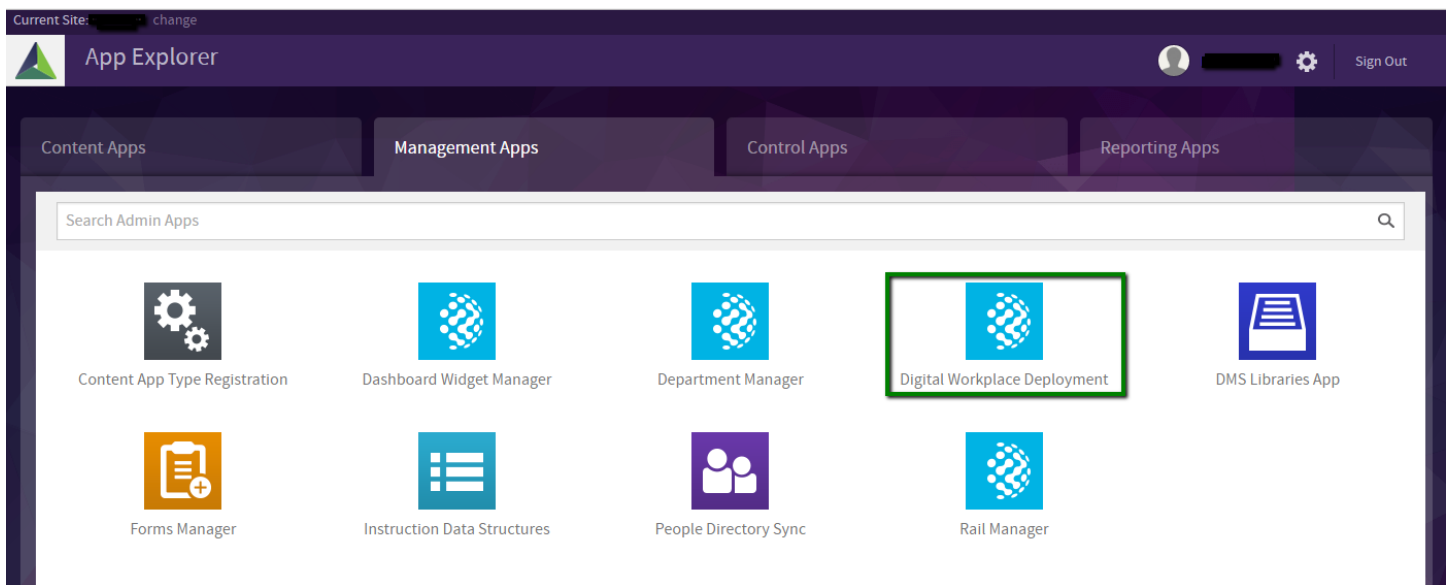 Current Site: change
App Explorer
Sign Out
Content Apps Management Apps Control Apps Reporting Apps
Search Admin Apps
Content App Type Registration Dashboard Widget Manager Department Manager Digital Workplace Deployment DMS Libraries App
Forms Manager Instruction Data Structures People Directory Sync Rail Manager